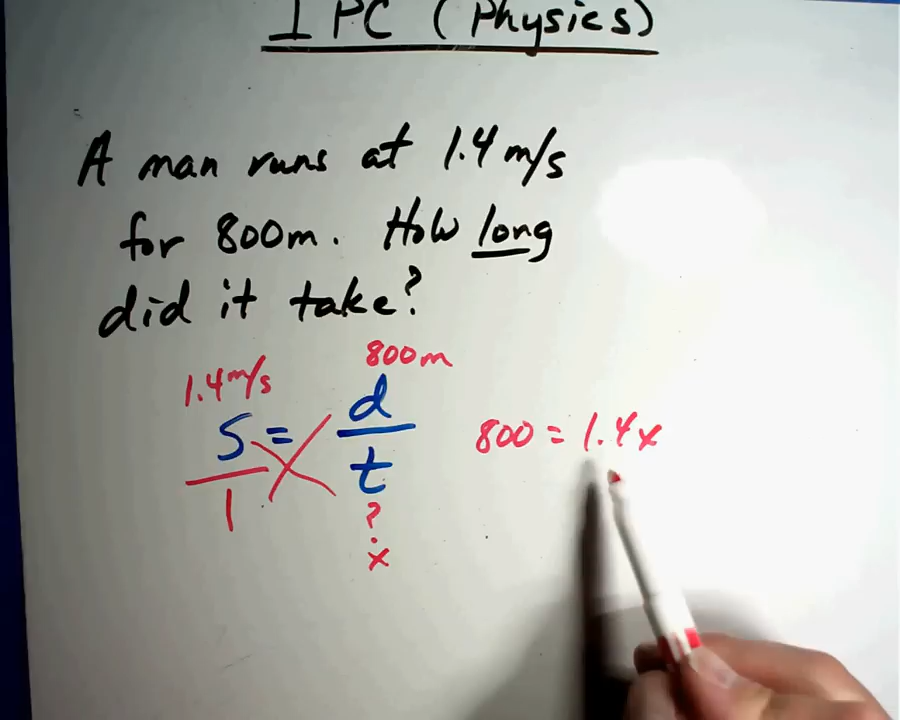 IPC (Physics)
A man runs at 1.4 m/s
for 800m. How long
did it take?
1.4 m/s
800m
S = d
1
t
?
x
800 = 1.4x